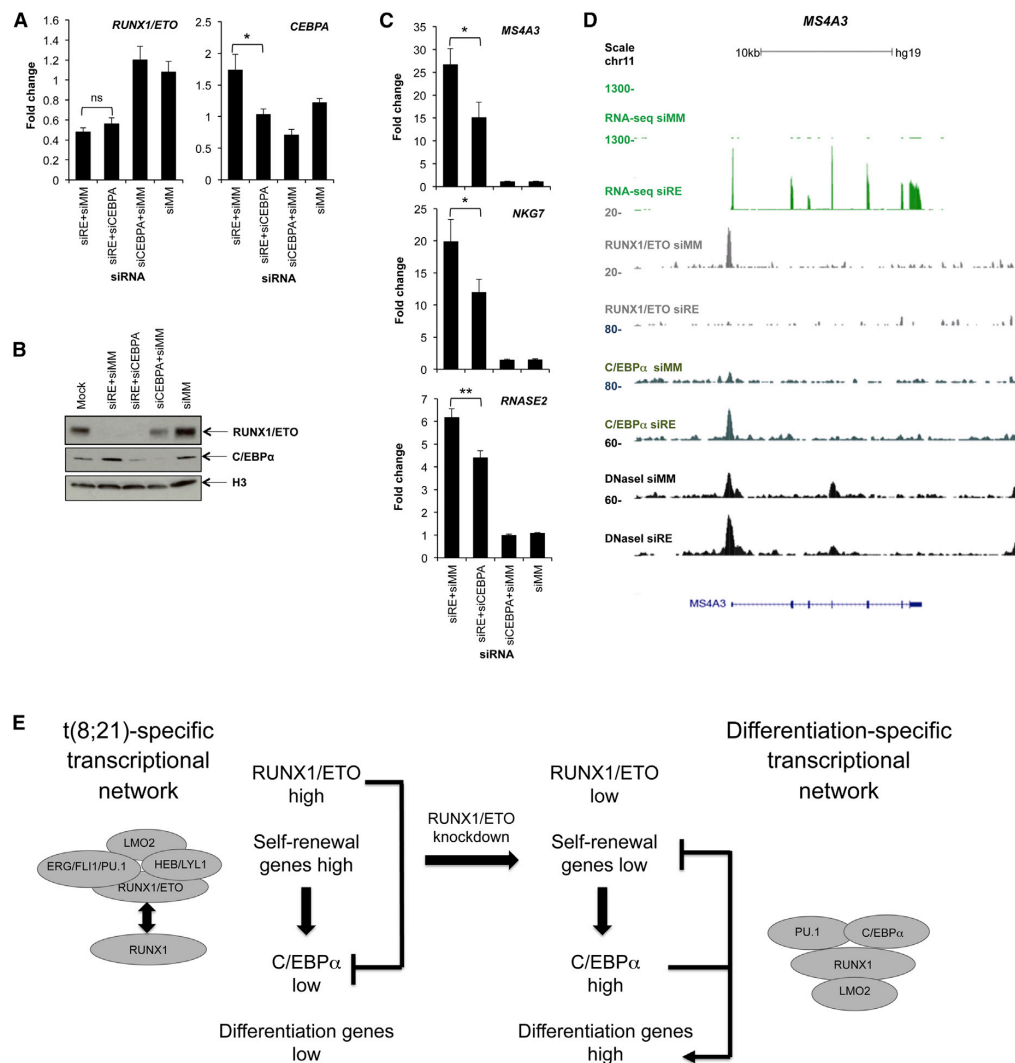 A
RUNX1/ETO
Fold change
1.4
1.2
1
0.8
0.6
0.4
0.2
0
ns
siRE+siMM
siRE+siCEBPA
siCEBPA+siMM
siMM
siRNA
CEBPA
2.5
2
1.5
1
0.5
0
*
siRE+siMM
siRE+siCEBPA
siCEBPA+siMM
siMM
siRNA
B
Mock
siRE+siMM
siRE+siCEBPA
siCEBPA+siMM
siMM
RUNX1/ETO
C/EBPα
H3
C
MS4A3
Fold change
35
30
25
20
15
10
5
0
*
NKG7
Fold change
25
20
15
10
5
0
*
RNASE2
Fold change
7
6
5
4
3
2
1
0
**
siRE+siMM
siRE+siCEBPA
siCEBPA+siMM
siMM
siRNA
D
MS4A3
Scale
10kb
hg19
chr11
1300-
RNA-seq siMM
1300-
RNA-seq siRE
20-
RUNX1/ETO siMM
20-
RUNX1/ETO siRE
80-
C/EBPα siMM
80-
C/EBPα siRE
60-
DNaseI siMM
60-
DNaseI siRE
MS4A3
E
t(8;21)-specific
transcriptional
network
LMO2
ERG/FLI1/PU.1
HEB/LYL1
RUNX1/ETO
RUNX1
RUNX1/ETO
high
Self-renewal
genes high
C/EBPα
low
Differentiation genes
low
RUNX1/ETO
knockdown
RUNX1/ETO
low
Self-renewal
genes low
C/EBPα
high
Differentiation genes
high
Differentiation-specific
transcriptional
network
PU.1
C/EBPα
RUNX1
LMO2